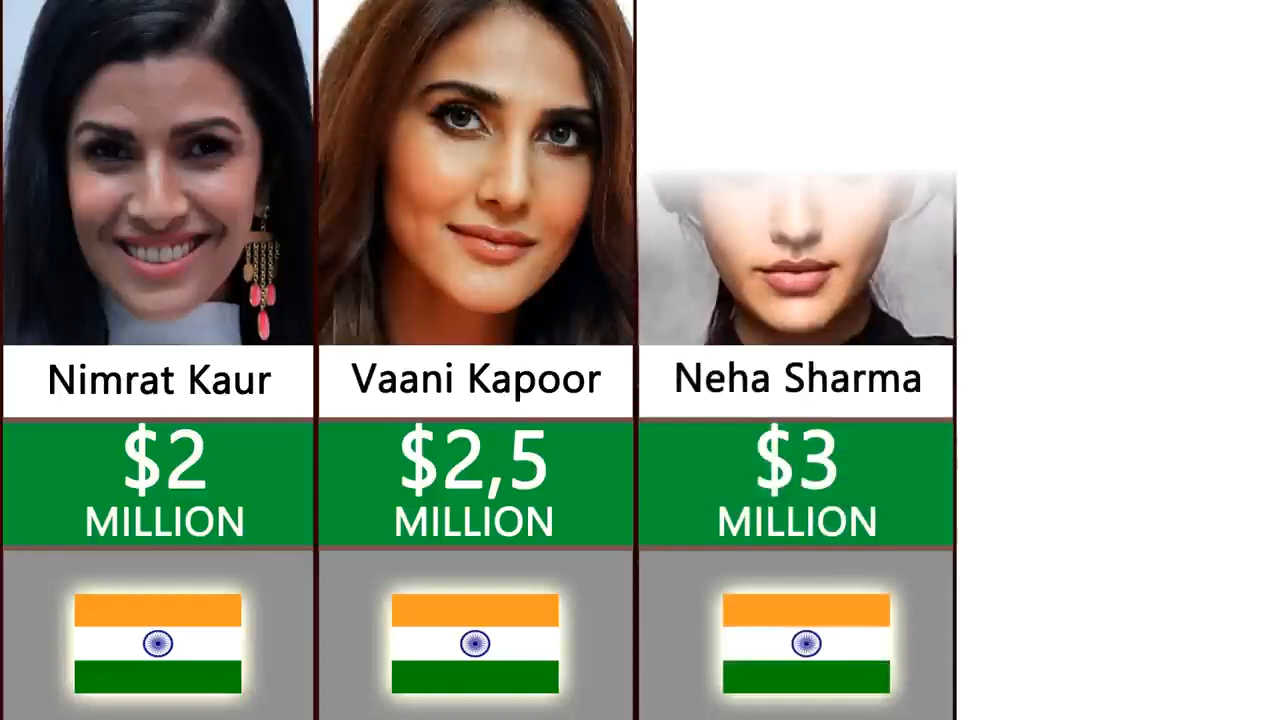 Nimrat Kaur
$2
MILLION
Vaani Kapoor
$2,5
MILLION
Neha Sharma
$3
MILLION